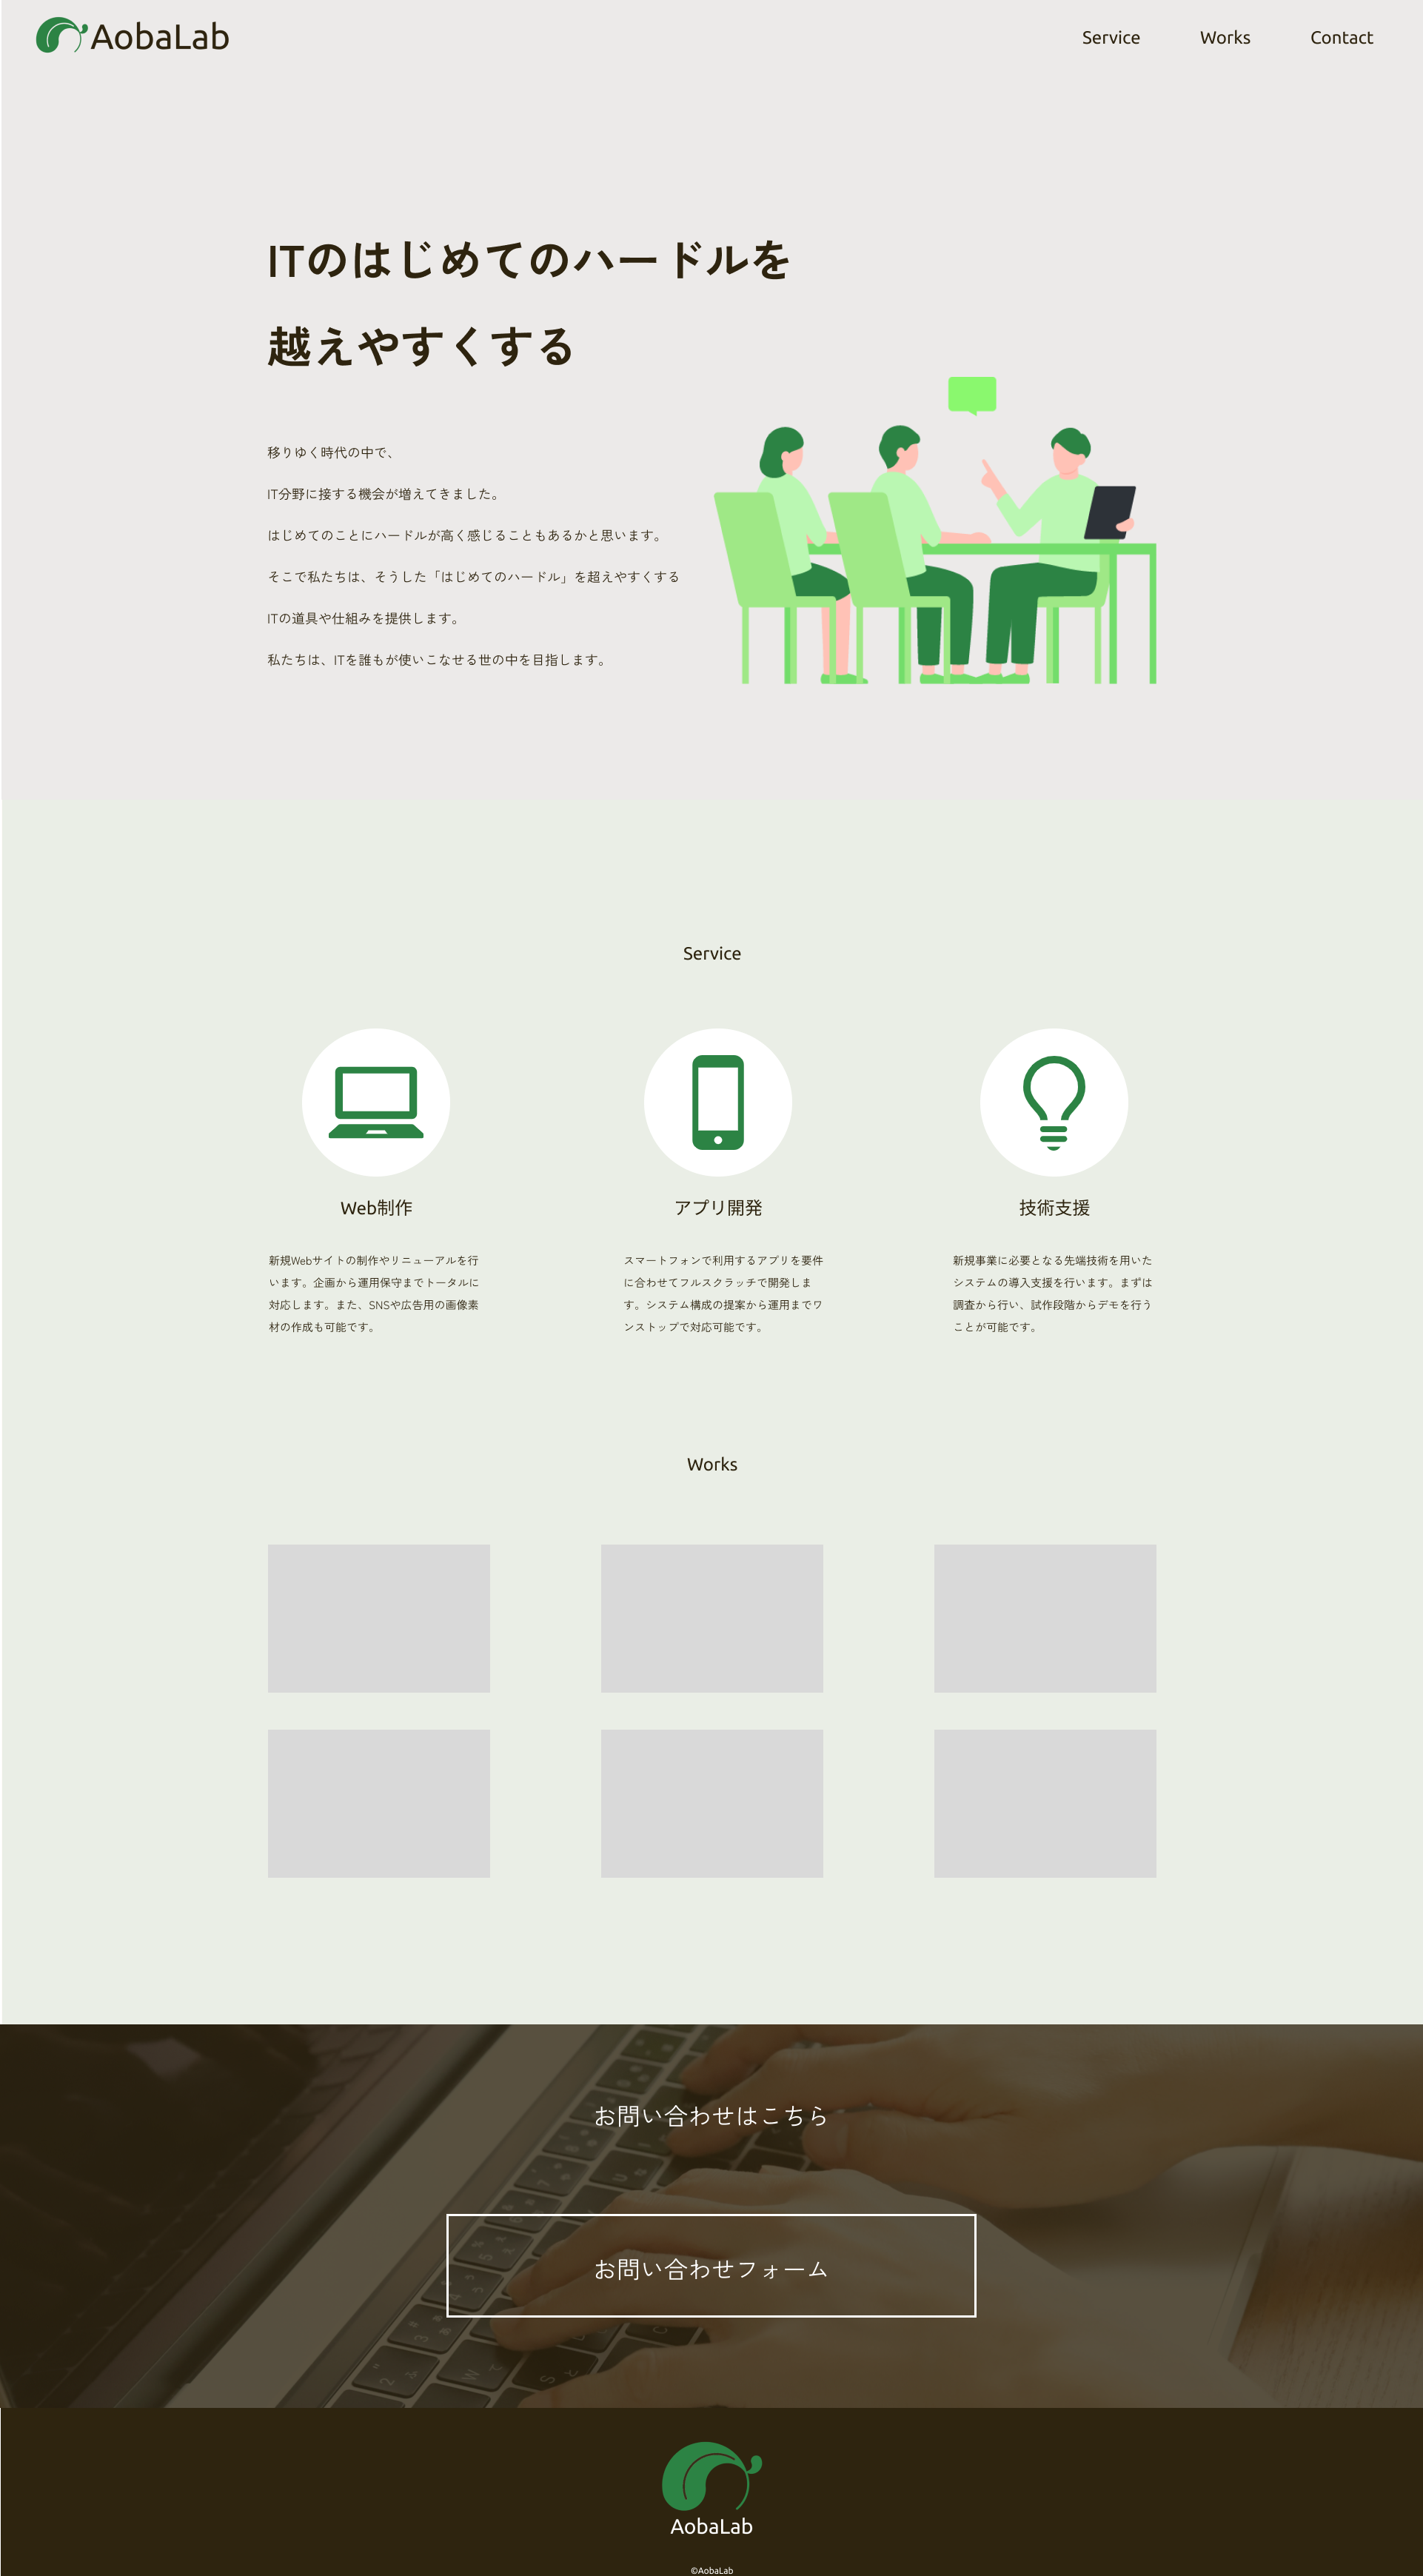 AobaLab
Service
Works
Contact
ITのはじめてのハードルを
越えやすくする
移りゆく時代の中で、
IT分野に接する機会が増えてきました。
はじめてのことにハードルが高く感じることもあるかと思います。
そこで私たちは、そうした「はじめてのハードル」を超えやすくする
ITの道具や仕組みを提供します。
私たちは、ITを誰もが使いこなせる世の中を目指します。
Service
Web制作
新規Webサイトの制作やリニューアルを行
います。企画から運用保守までトータルに
対応します。また、SNSや広告用の画像素
材の作成も可能です。
アプリ開発
スマートフォンで利用するアプリを要件
に合わせてフルスクラッチで開発しま
す。システム構成の提案から運用までワ
ンストップで対応可能です。
技術支援
新規事業に必要となる先端技術を用いた
システムの導入支援を行います。まずは
調査から行い、試作段階からデモを行う
ことが可能です。
Works
お問い合わせはこちら
お問い合わせフォーム
AobaLab
©AobaLab